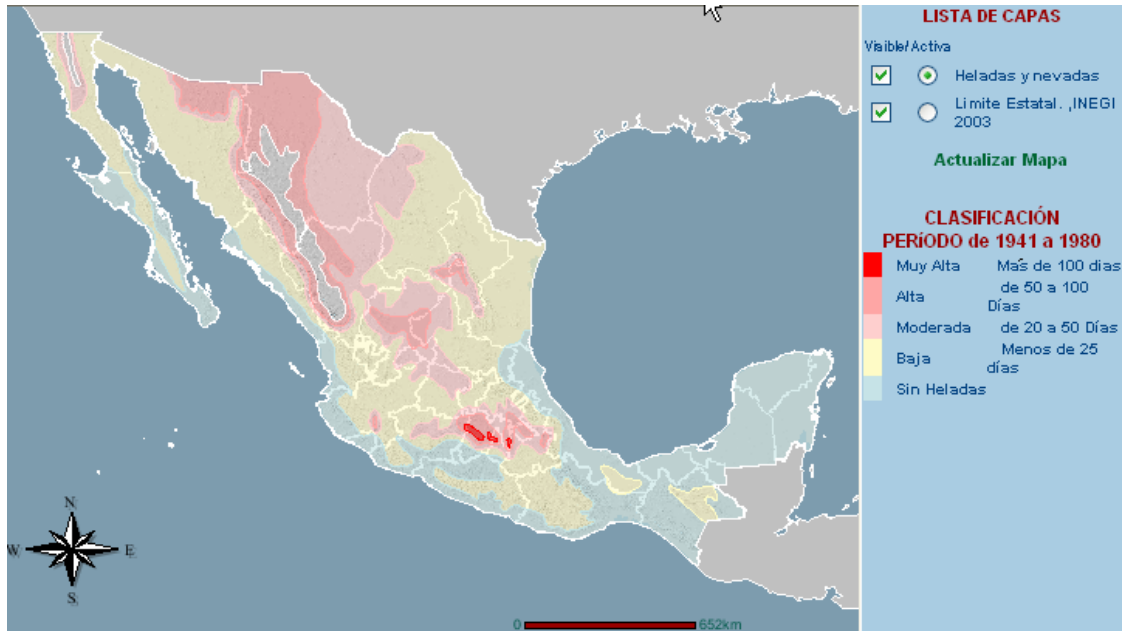 LISTA DE CAPAS
Visible/Activa
Heladas y nevadas
Limite Estatal. ,INEGI
2003
Actualizar Mapa
CLASIFICACIÓN
PERÍODO de 1941 a 1980
Muy Alta Mas de 100 dias
Alta de 50 a 100
Días
Moderada de 20 a 50 Días
Baja Menos de 25
días
Sin Heladas
N
W E
S
0 652km